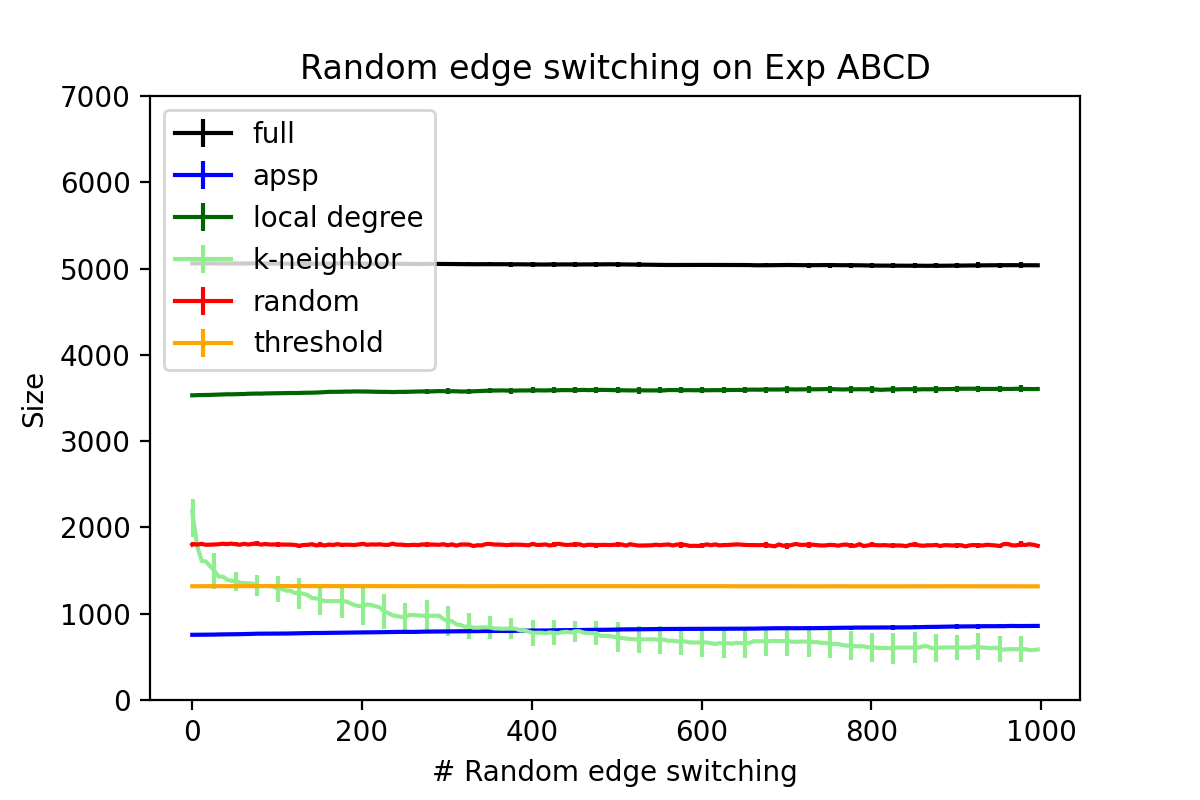 Random edge switching on Exp ABCD
7000
6000
5000
4000
3000
2000
1000
0
Size
full
apsp
local degree
k-neighbor
random
threshold
0
200
400
600
800
1000
# Random edge switching